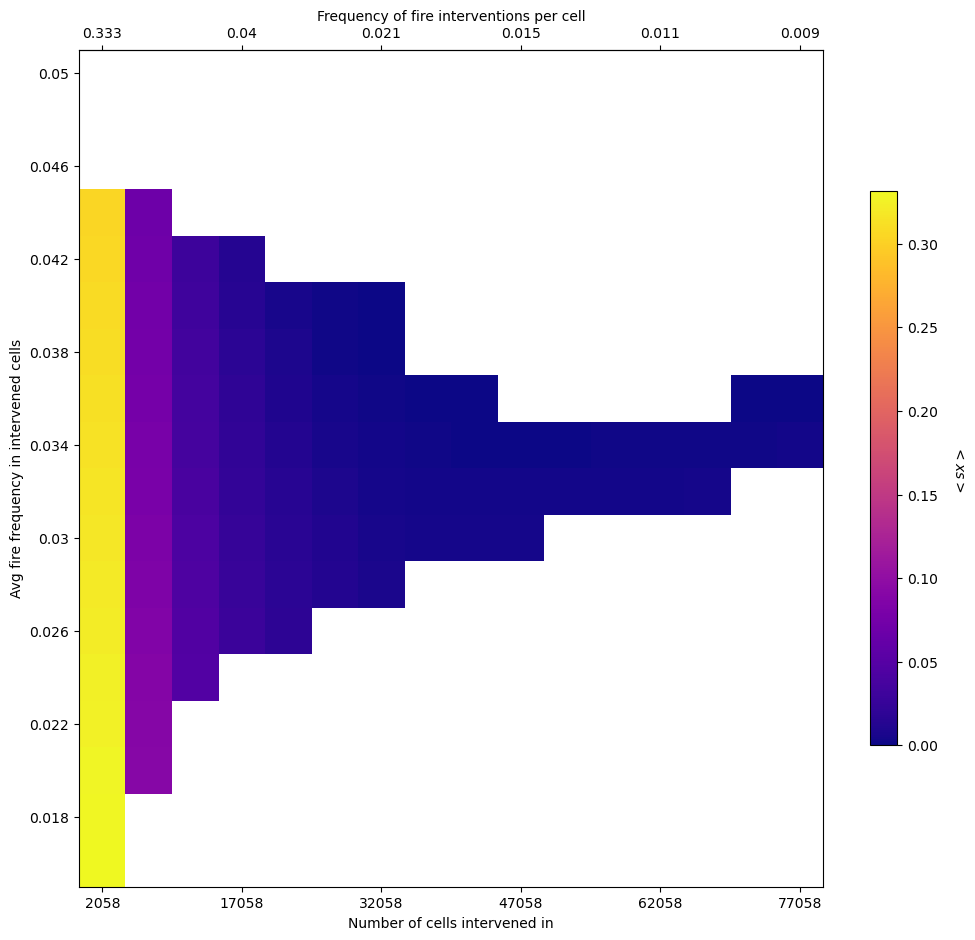 Frequency of fire interventions per cell
0.333 0.04 0.021 0.015 0.011 0.009
0.05
0.046
0.042
0.038
0.034
0.03
0.026
0.022
0.018
Avg fire frequency in intervened cells
2058 17058 32058 47058 62058 77058
Number of cells intervened in
0.30
0.25
0.20
0.15
0.10
0.05
0.00
< sx >